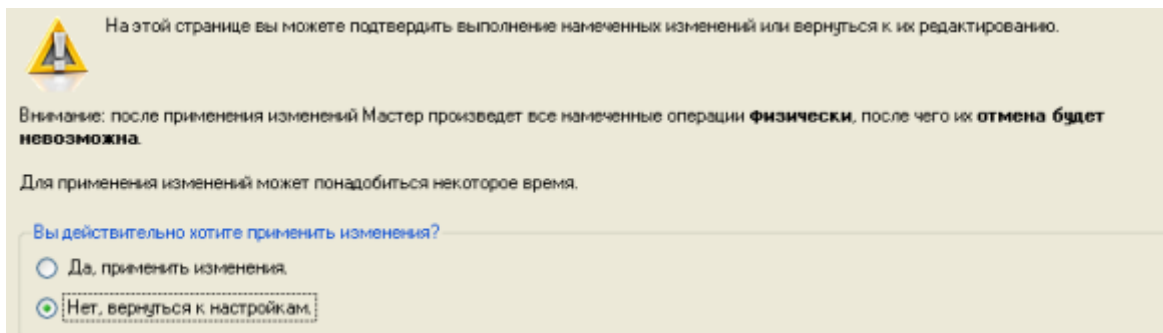 На этой странице вы можете подтвердить выполнение намеченных изменений или вернуться к их редактированию.
Внимание: после применения изменений Мастер произведет все намеченные операции физически, после чего их отмена будет
невозможна.
Для применения изменений может понадобиться некоторое время.
Вы действительно хотите применить изменения?
Да, применить изменения.
Нет, вернуться к настройкам.